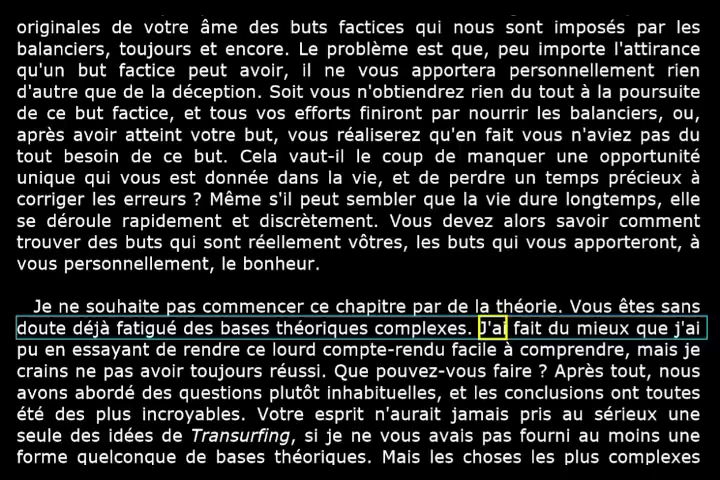 originales de votre âme des buts factices qui nous sont imposés par les
balanciers, toujours et encore. Le problème est que, peu importe l'attirance
qu'un but factice peut avoir, il ne vous apportera personnellement rien
d'autre que de la déception. Soit vous n'obtiendrez rien du tout à la poursuite
de ce but factice, et tous vos efforts finiront par nourrir les balanciers, ou,
après avoir atteint votre but, vous réaliserez qu'en fait vous n'aviez pas du
tout besoin de ce but. Cela vaut-il le coup de manquer une opportunité
unique qui vous est donnée dans la vie, et de perdre un temps précieux à
corriger les erreurs ? Même s'il peut sembler que la vie dure longtemps, elle
se déroule rapidement et discrètement. Vous devez alors savoir comment
trouver des buts qui sont réellement vôtres, les buts qui vous apporteront, à
vous personnellement, le bonheur.
Je ne souhaite pas commencer ce chapitre par de la théorie. Vous êtes sans
doute déjà fatigué des bases théoriques complexes. J'ai fait du mieux que j'ai
pu en essayant de rendre ce lourd compte-rendu facile à comprendre, mais je
crains ne pas avoir toujours réussi. Que pouvez-vous faire ? Après tout, nous
avons abordé des questions plutôt inhabituelles, et les conclusions ont toutes
été des plus incroyables. Votre esprit n'aurait jamais pris au sérieux une
seule des idées de Transurfing, si je ne vous avais pas fourni au moins une
forme quelconque de bases théoriques. Mais les choses les plus complexes